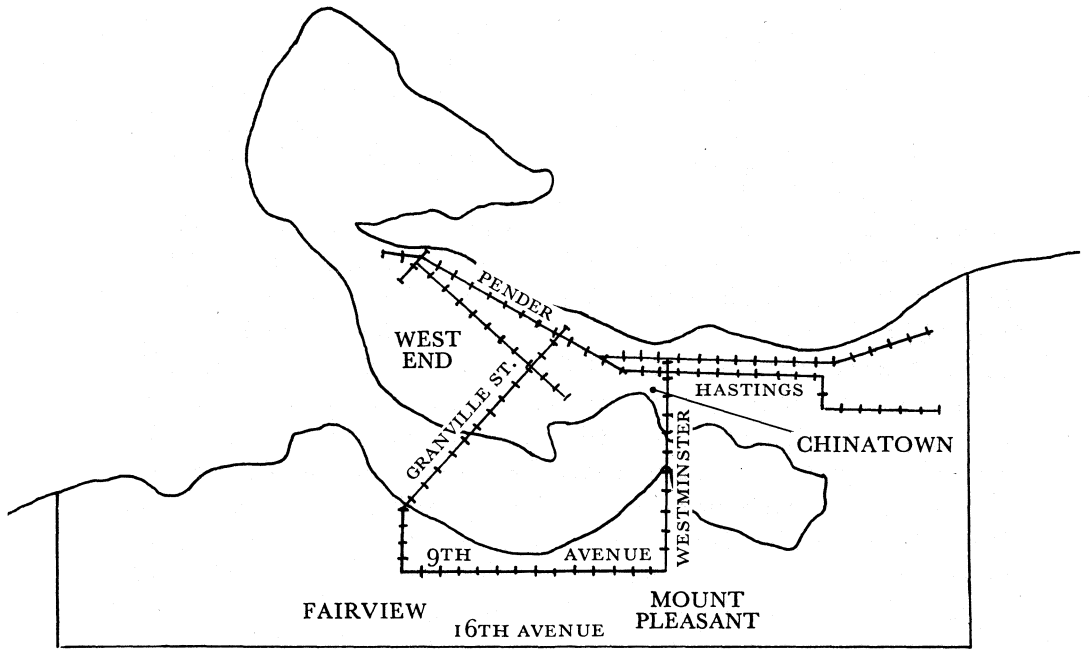 PENDER
WEST
END
GRANVILLE ST.
HASTINGS
CHINATOWN
WESTMINSTER
9TH AVENUE
FAIRVIEW
MOUNT
PLEASANT
16TH AVENUE